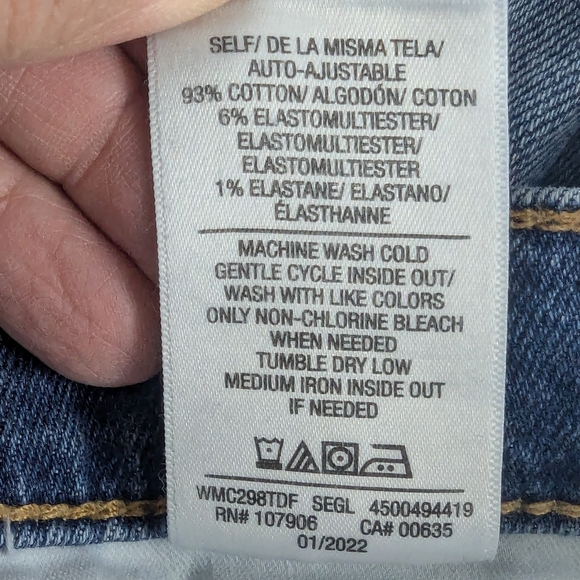 SELF/ DE LA MISMA TELA/
AUTO-AJUSTABLE
93% COTTON/ ALGODÓN/ COTON
6% ELASTOMULTIESTER/
ELASTOMULTIESTER/
ELASTOMULTIESTER
1% ELASTANE/ ELASTANO/
ÉLASTHANNE
MACHINE WASH COLD
GENTLE CYCLE INSIDE OUT/
WASH WITH LIKE COLORS
ONLY NON-CHLORINE BLEACH
WHEN NEEDED
TUMBLE DRY LOW
MEDIUM IRON INSIDE OUT
IF NEEDED
WMC298TDF SEGL 4500494419
RN# 107906 CA# 00635
01/2022